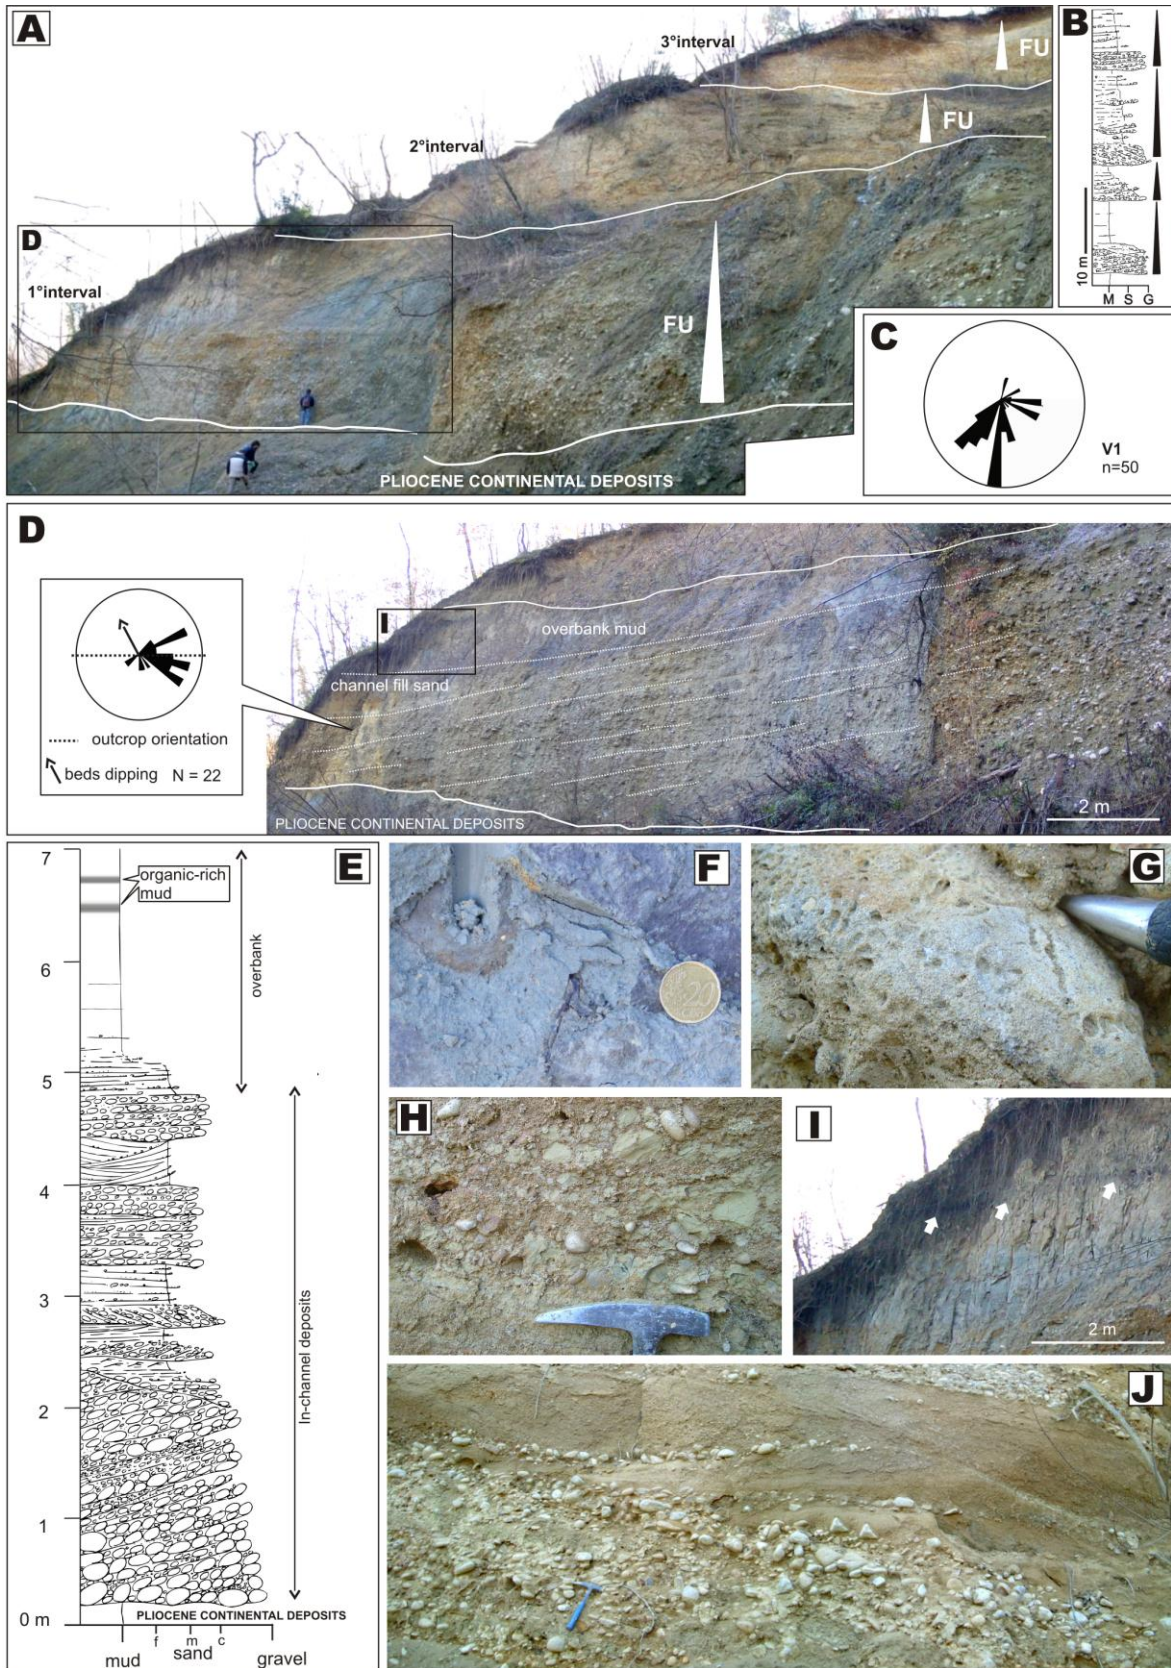 A
3°interval
FU
2°interval
FU
D
1°interval
FU
PLIOCENE CONTINENTAL DEPOSITS
B
10 m
M S G
C
V1
n=50
D
I
overbank mud
channel fill sand
outcrop orientation
beds dipping N = 22
PLIOCENE CONTINENTAL DEPOSITS
2 m
E
7
organic-rich
mud
6
overbank
5
4
3
In-channel deposits
2
1
0 m
PLIOCENE CONTINENTAL DEPOSITS
f m c
sand
mud gravel
F
20
G
H
I
2 m
J